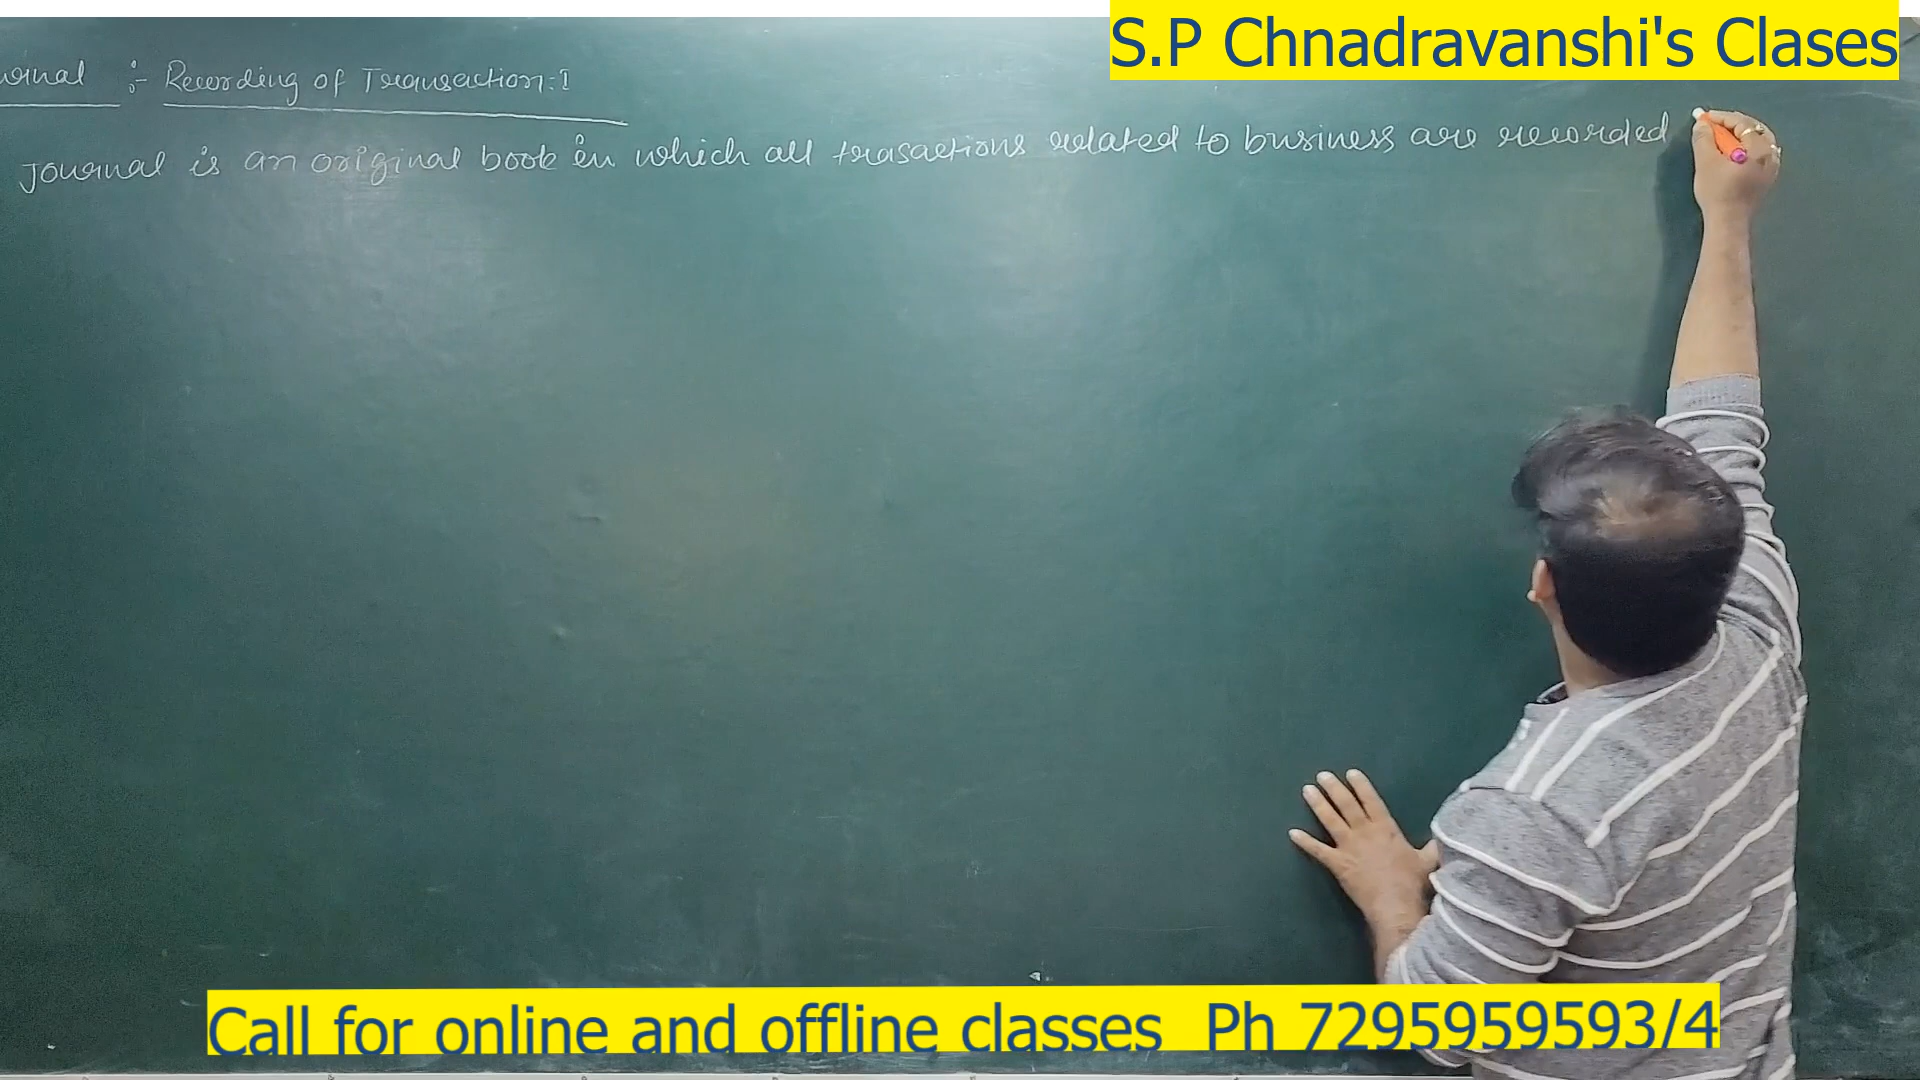 S.P Chnadravanshi's Clases
urnal :- Recording of Transaction:I
Journal is an original book in which all trasactions related to business are recorded
Call for online and offline classes Ph 7295959593/4